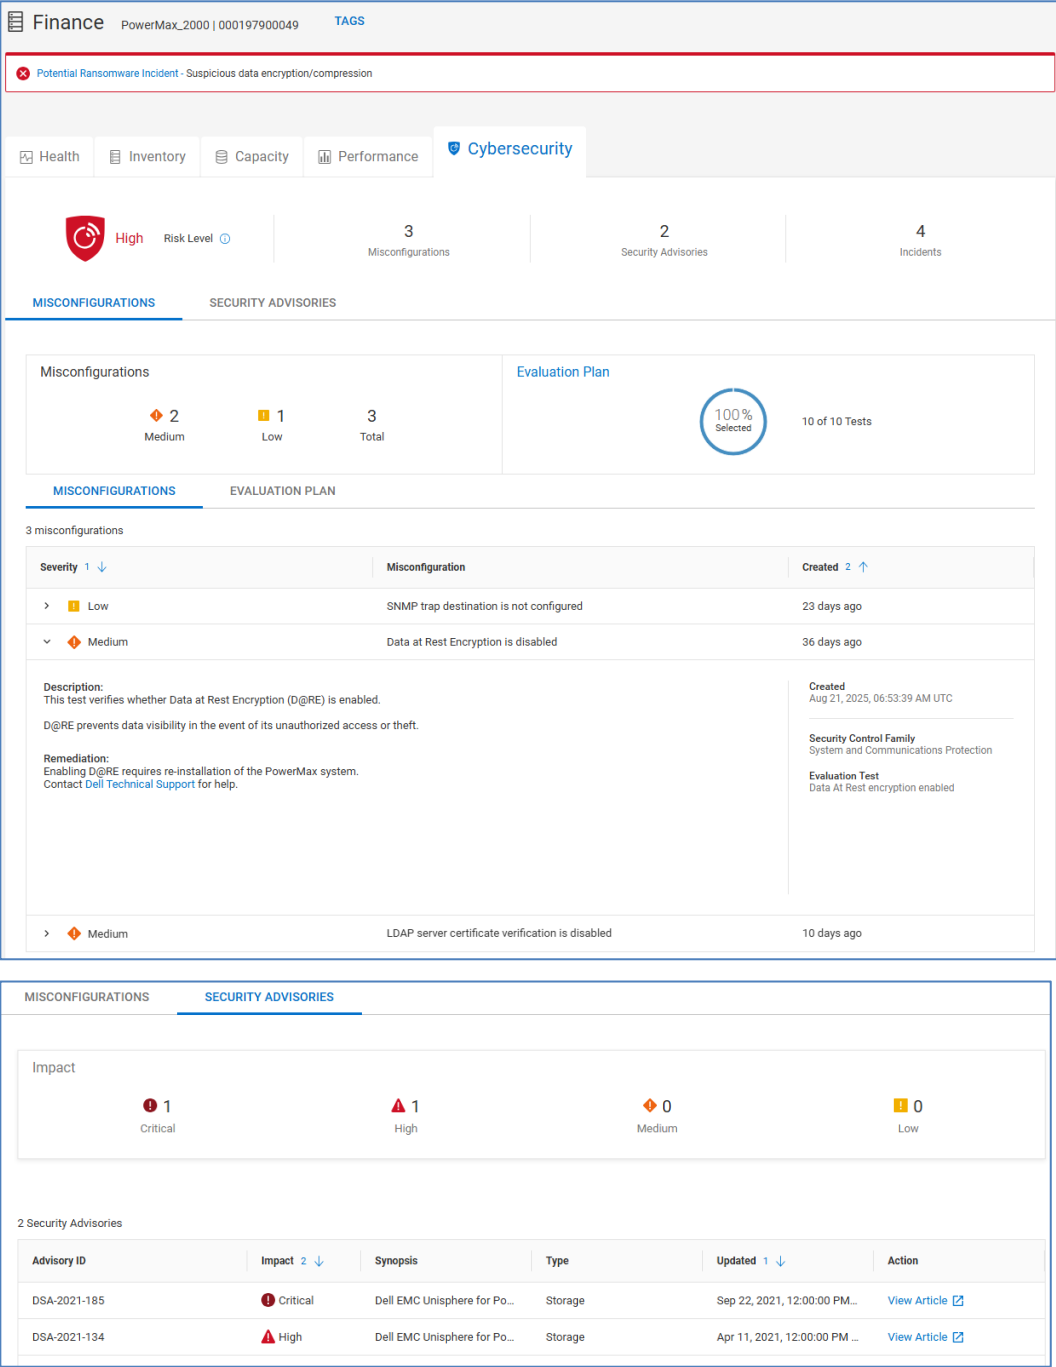 Finance PowerMax_2000 | 000197900049 TAGS
Potential Ransomware Incident - Suspicious data encryption/compression
Health Inventory Capacity Performance Cybersecurity
High Risk Level
3
Misconfigurations
2
Security Advisories
4
Incidents
MISCONFIGURATIONS SECURITY ADVISORIES
Misconfigurations
2
Medium
1
Low
3
Total
Evaluation Plan
100%
Selected
10 of 10 Tests
MISCONFIGURATIONS EVALUATION PLAN
3 misconfigurations
Severity 1 Misconfiguration Created 2
Low SNMP trap destination is not configured 23 days ago
Medium Data at Rest Encryption is disabled 36 days ago
Description:
This test verifies whether Data at Rest Encryption (D@RE) is enabled.
D@RE prevents data visibility in the event of its unauthorized access or theft.
Remediation:
Enabling D@RE requires re-installation of the PowerMax system.
Contact Dell Technical Support for help.
Created
Aug 21, 2025, 06:53:39 AM UTC
Security Control Family
System and Communications Protection
Evaluation Test
Data At Rest encryption enabled
Medium LDAP server certificate verification is disabled 10 days ago
MISCONFIGURATIONS SECURITY ADVISORIES
Impact
1
Critical
1
High
0
Medium
0
Low
2 Security Advisories
Advisory ID Impact 2 Synopsis Type Updated 1 Action
DSA-2021-185 Critical Dell EMC Unisphere for Po... Storage Sep 22, 2021, 12:00:00 PM... View Article
DSA-2021-134 High Dell EMC Unisphere for Po... Storage Apr 11, 2021, 12:00:00 PM ... View Article